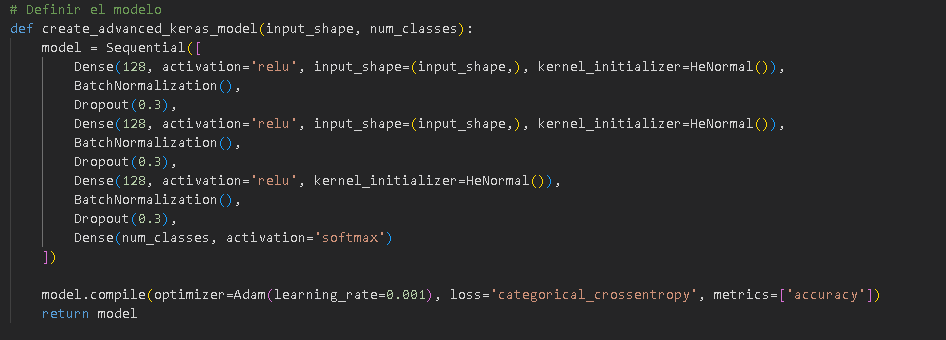 # Definir el modelo
def create_advanced_keras_model(input_shape, num_classes):
    model = Sequential([
        Dense(128, activation='relu', input_shape=(input_shape,), kernel_initializer=HeNormal()),
        BatchNormalization(),
        Dropout(0.3),
        Dense(128, activation='relu', input_shape=(input_shape,), kernel_initializer=HeNormal()),
        BatchNormalization(),
        Dropout(0.3),
        Dense(128, activation='relu', kernel_initializer=HeNormal()),
        BatchNormalization(),
        Dropout(0.3),
        Dense(num_classes, activation='softmax')
    ])
    model.compile(optimizer=Adam(learning_rate=0.001), loss='categorical_crossentropy', metrics=['accuracy'])
    return model